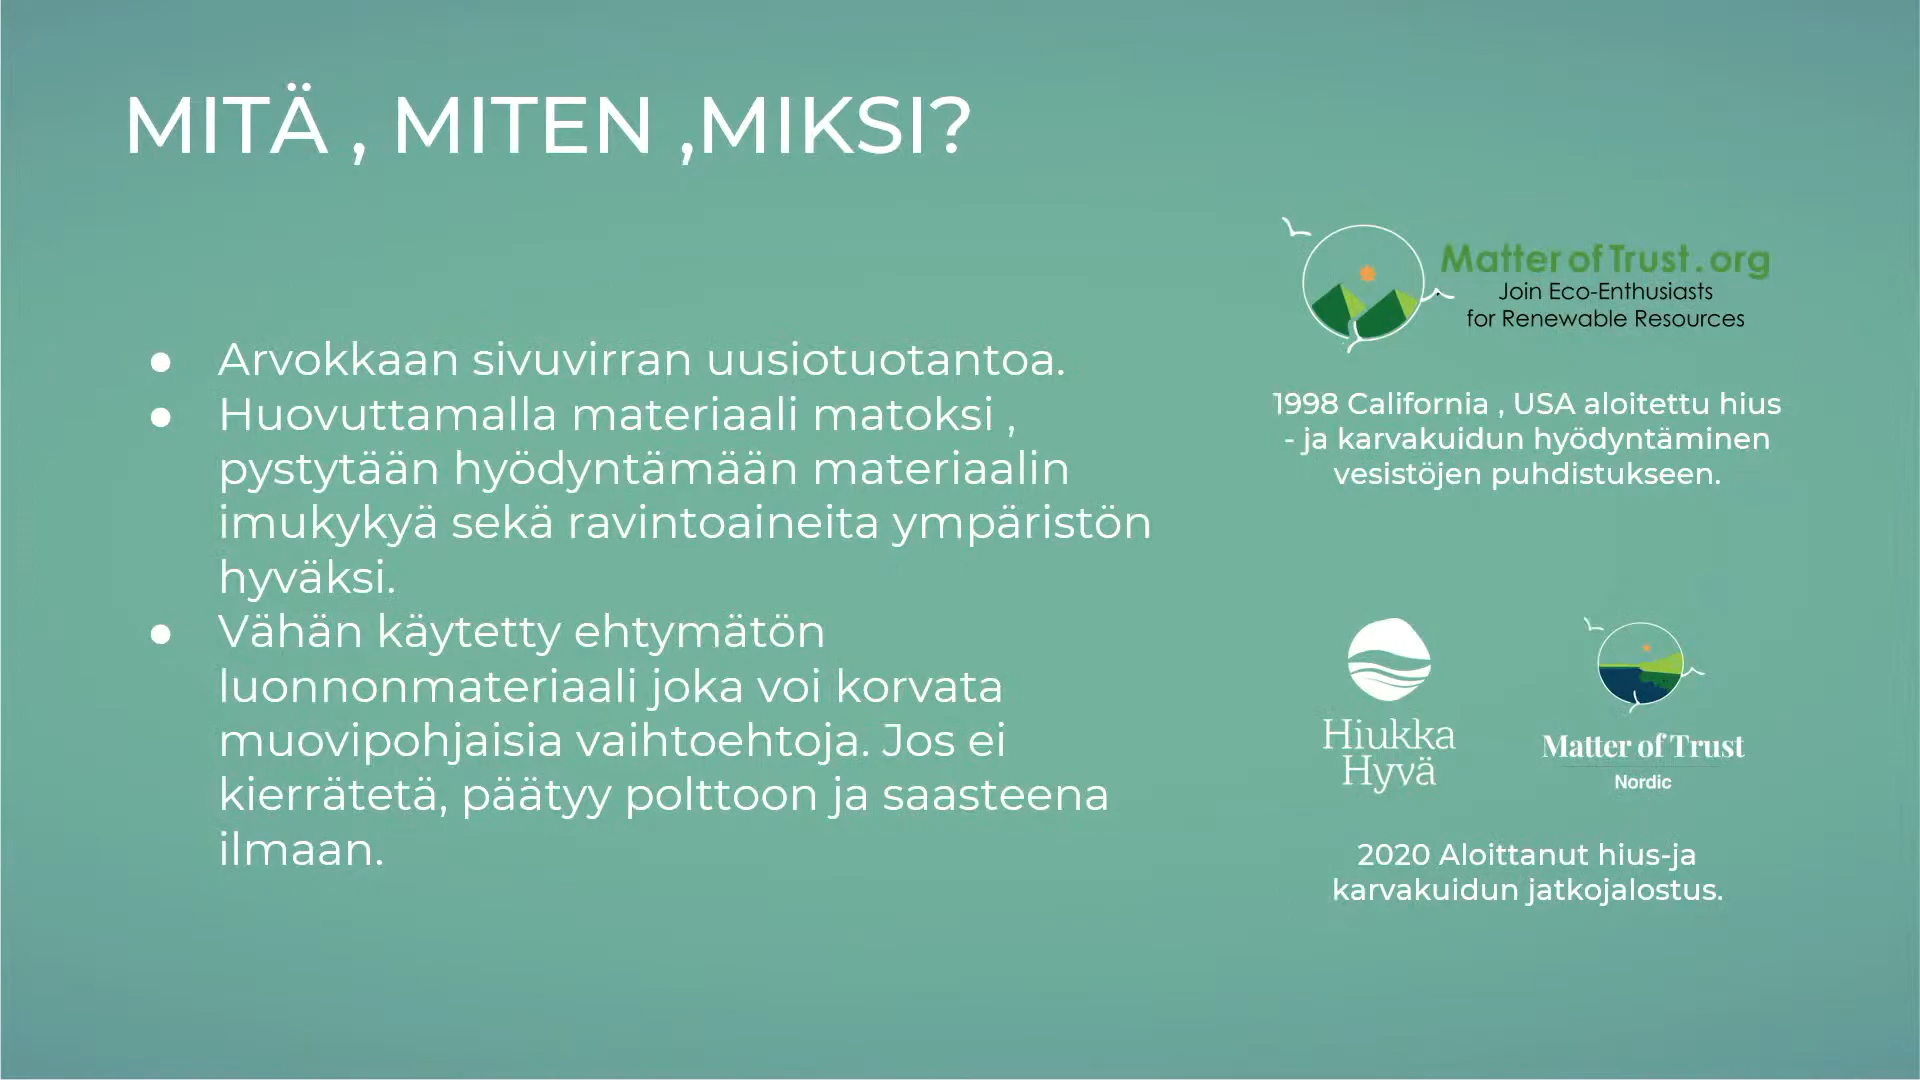 MITÄ , MITEN ,MIKSI?
● Arvokkaan sivuvirran uusiotuotantoa.
● Huovuttamalla materiaali matoksi ,
pystytään hyödyntämään materiaalin
imukykyä sekä ravintoaineita ympäristön
hyväksi.
● Vähän käytetty ehtymätön
luonnonmateriaali joka voi korvata
muovipohjaisia vaihtoehtoja. Jos ei
kierrätetä, päätyy polttoon ja saasteena
ilmaan.
Matter of Trust . org
Join Eco-Enthusiasts
for Renewable Resources
1998 California , USA aloitettu hius
- ja karvakuidun hyödyntäminen
vesistöjen puhdistukseen.
Hiukka
Hyvä
Matter of Trust
Nordic
2020 Aloittanut hius-ja
karvakuidun jatkojalostus.